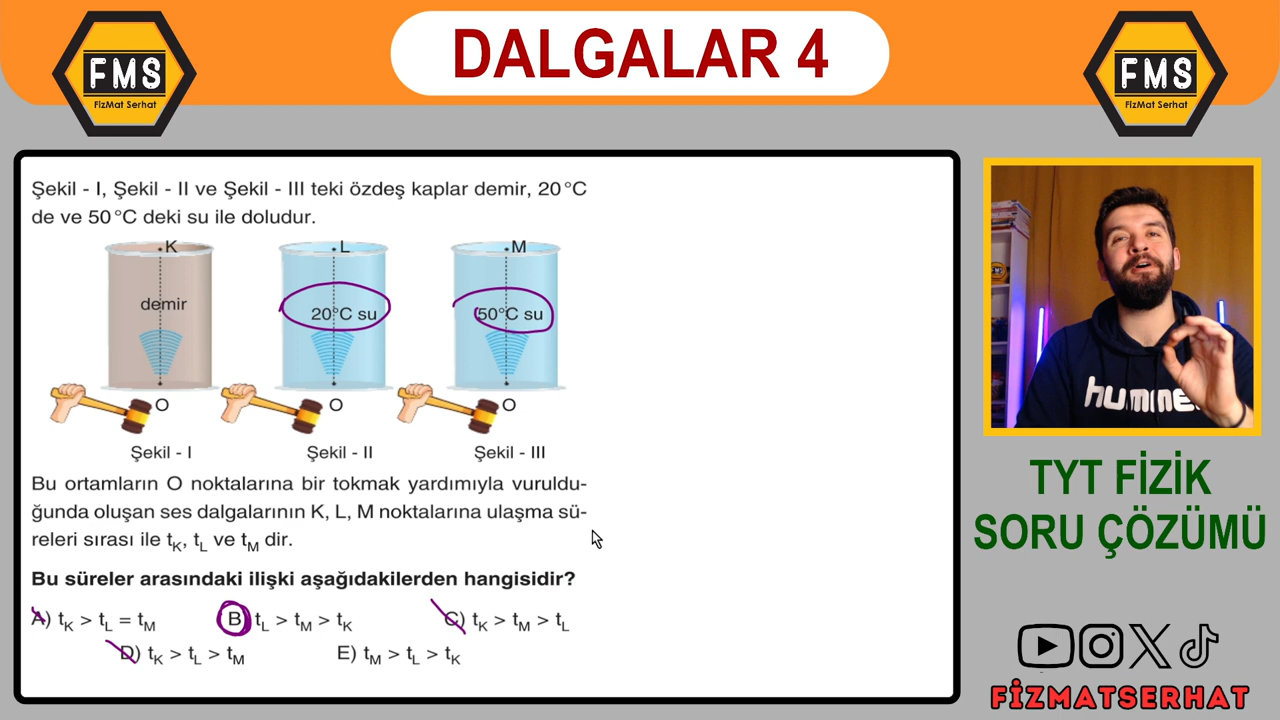 DALGALAR 4
FMS
FizMat Serhat
FMS
FizMat Serhat
Şekil - I, Şekil - II ve Şekil - III teki özdeş kaplar demir, 20 °C
de ve 50 °C deki su ile doludur.
K
L
M
demir
20°C su
50°C su
O
O
O
Şekil - I
Şekil - II
Şekil - III
Bu ortamların O noktalarına bir tokmak yardımıyla vuruldu-
ğunda oluşan ses dalgalarının K, L, M noktalarına ulaşma sü-
releri sırası ile tK, tL ve tM dir.
Bu süreler arasındaki ilişki aşağıdakilerden hangisidir?
A) tK > tL = tM
B) tL > tM > tK
C) tK > tM > tL
D) tK > tL > tM
E) tM > tL > tK
hummel
TYT FİZİK
SORU ÇÖZÜMÜ
FİZMATSERHAT